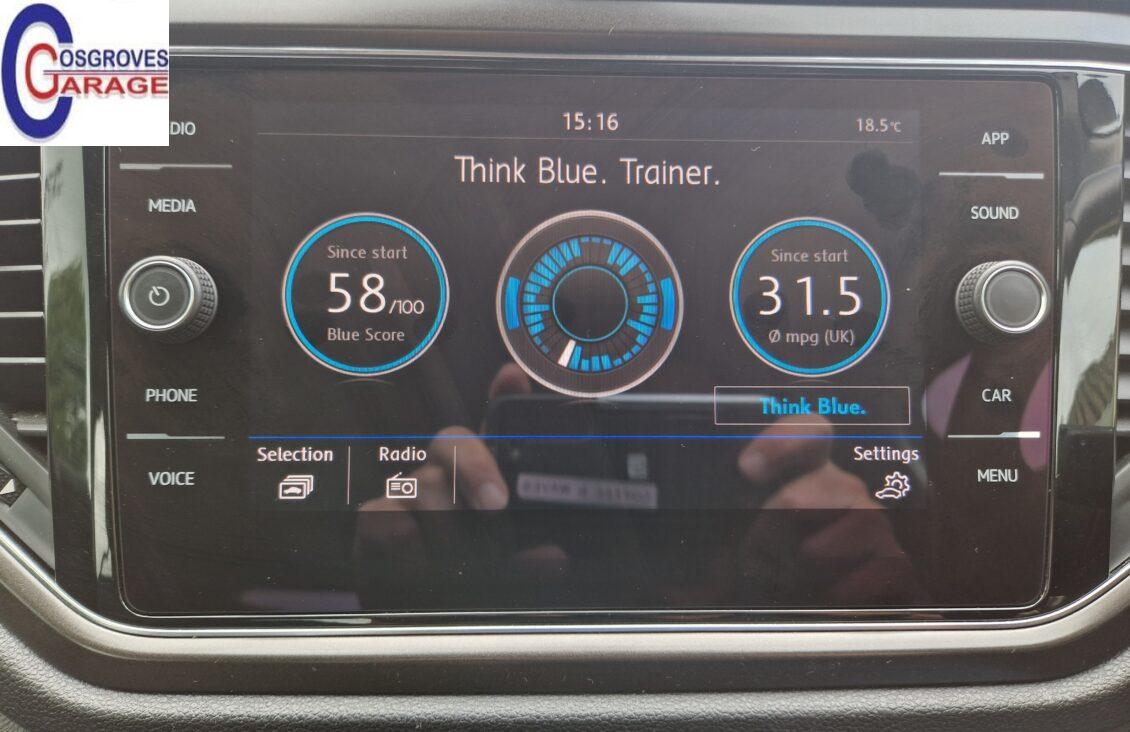 COSGROVES
GARAGE
DIO
MEDIA
PHONE
VOICE
15:16
18.5°C
Think Blue. Trainer.
Since start
58/100
Blue Score
Since start
31.5
Ø mpg (UK)
Think Blue.
Selection
Radio
Settings
APP
SOUND
CAR
MENU